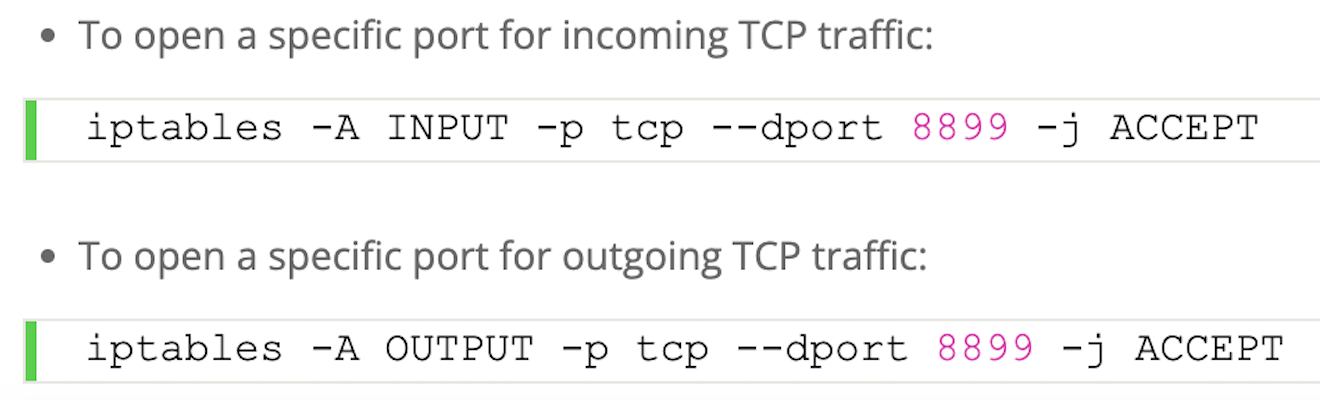 • To open a specific port for incoming TCP traffic:
iptables -A INPUT -p tcp --dport 8899 -j ACCEPT
• To open a specific port for outgoing TCP traffic:
iptables -A OUTPUT -p tcp --dport 8899 -j ACCEPT